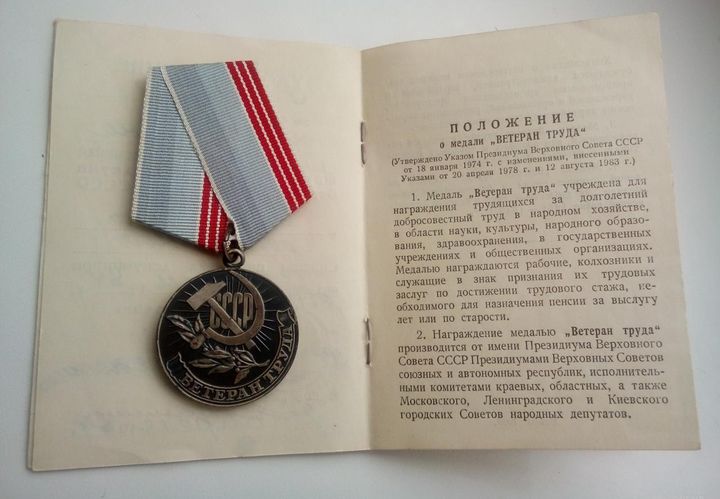 СССР
ВЕТЕРАН ТРУДА
ПОЛОЖЕНИЕ
о медали „ВЕТЕРАН ТРУДА“
(Утверждено Указом Президиума Верховного Совета СССР
от 18 января 1974 г. с изменениями, внесенными
Указами от 20 апреля 1978 г. и 12 августа 1983 г.)
1. Медаль „Ветеран труда“ учреждена для
награждения трудящихся за долголетний
добросовестный труд в народном хозяйстве,
в области науки, культуры, народного образо-
вания, здравоохранения, в государственных
учреждениях и общественных организациях.
Медалью награждаются рабочие, колхозники и
служащие в знак признания их трудовых
заслуг по достижении трудового стажа, не-
обходимого для назначения пенсии за выслугу
лет или по старости.
2. Награждение медалью „Ветеран труда“
производится от имени Президиума Верховного
Совета СССР Президиумами Верховных Советов
союзных и автономных республик, исполнитель-
ными комитетами краевых, областных, а также
Московского, Ленинградского и Киевского
городских Советов народных депутатов.